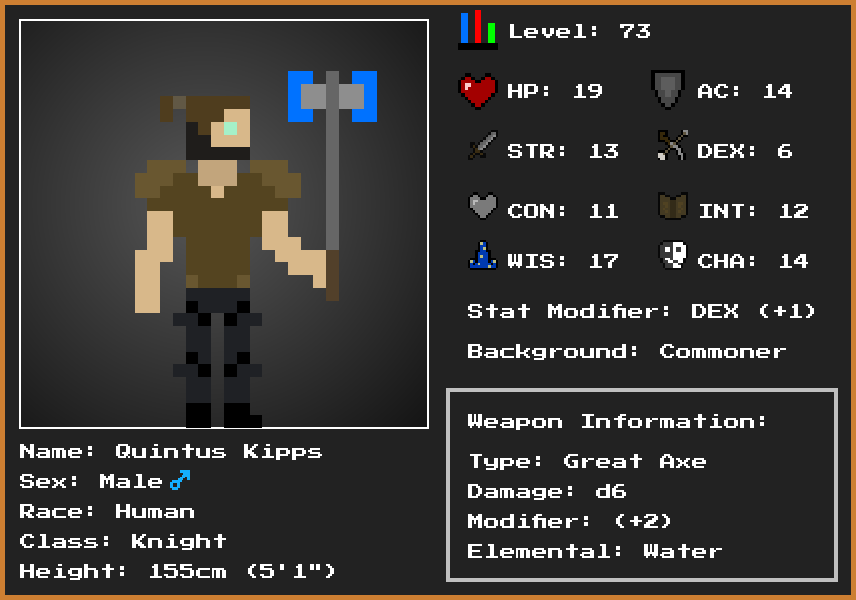 Level: 73
HP: 19 AC: 14
STR: 13 DEX: 6
CON: 11 INT: 12
WIS: 17 CHA: 14
Stat Modifier: DEX (+1)
Background: Commoner
Weapon Information:
Type: Great Axe
Damage: d6
Modifier: (+2)
Elemental: Water
Name: Quintus Kipps
Sex: Male ♂
Race: Human
Class: Knight
Height: 155cm (5'1")